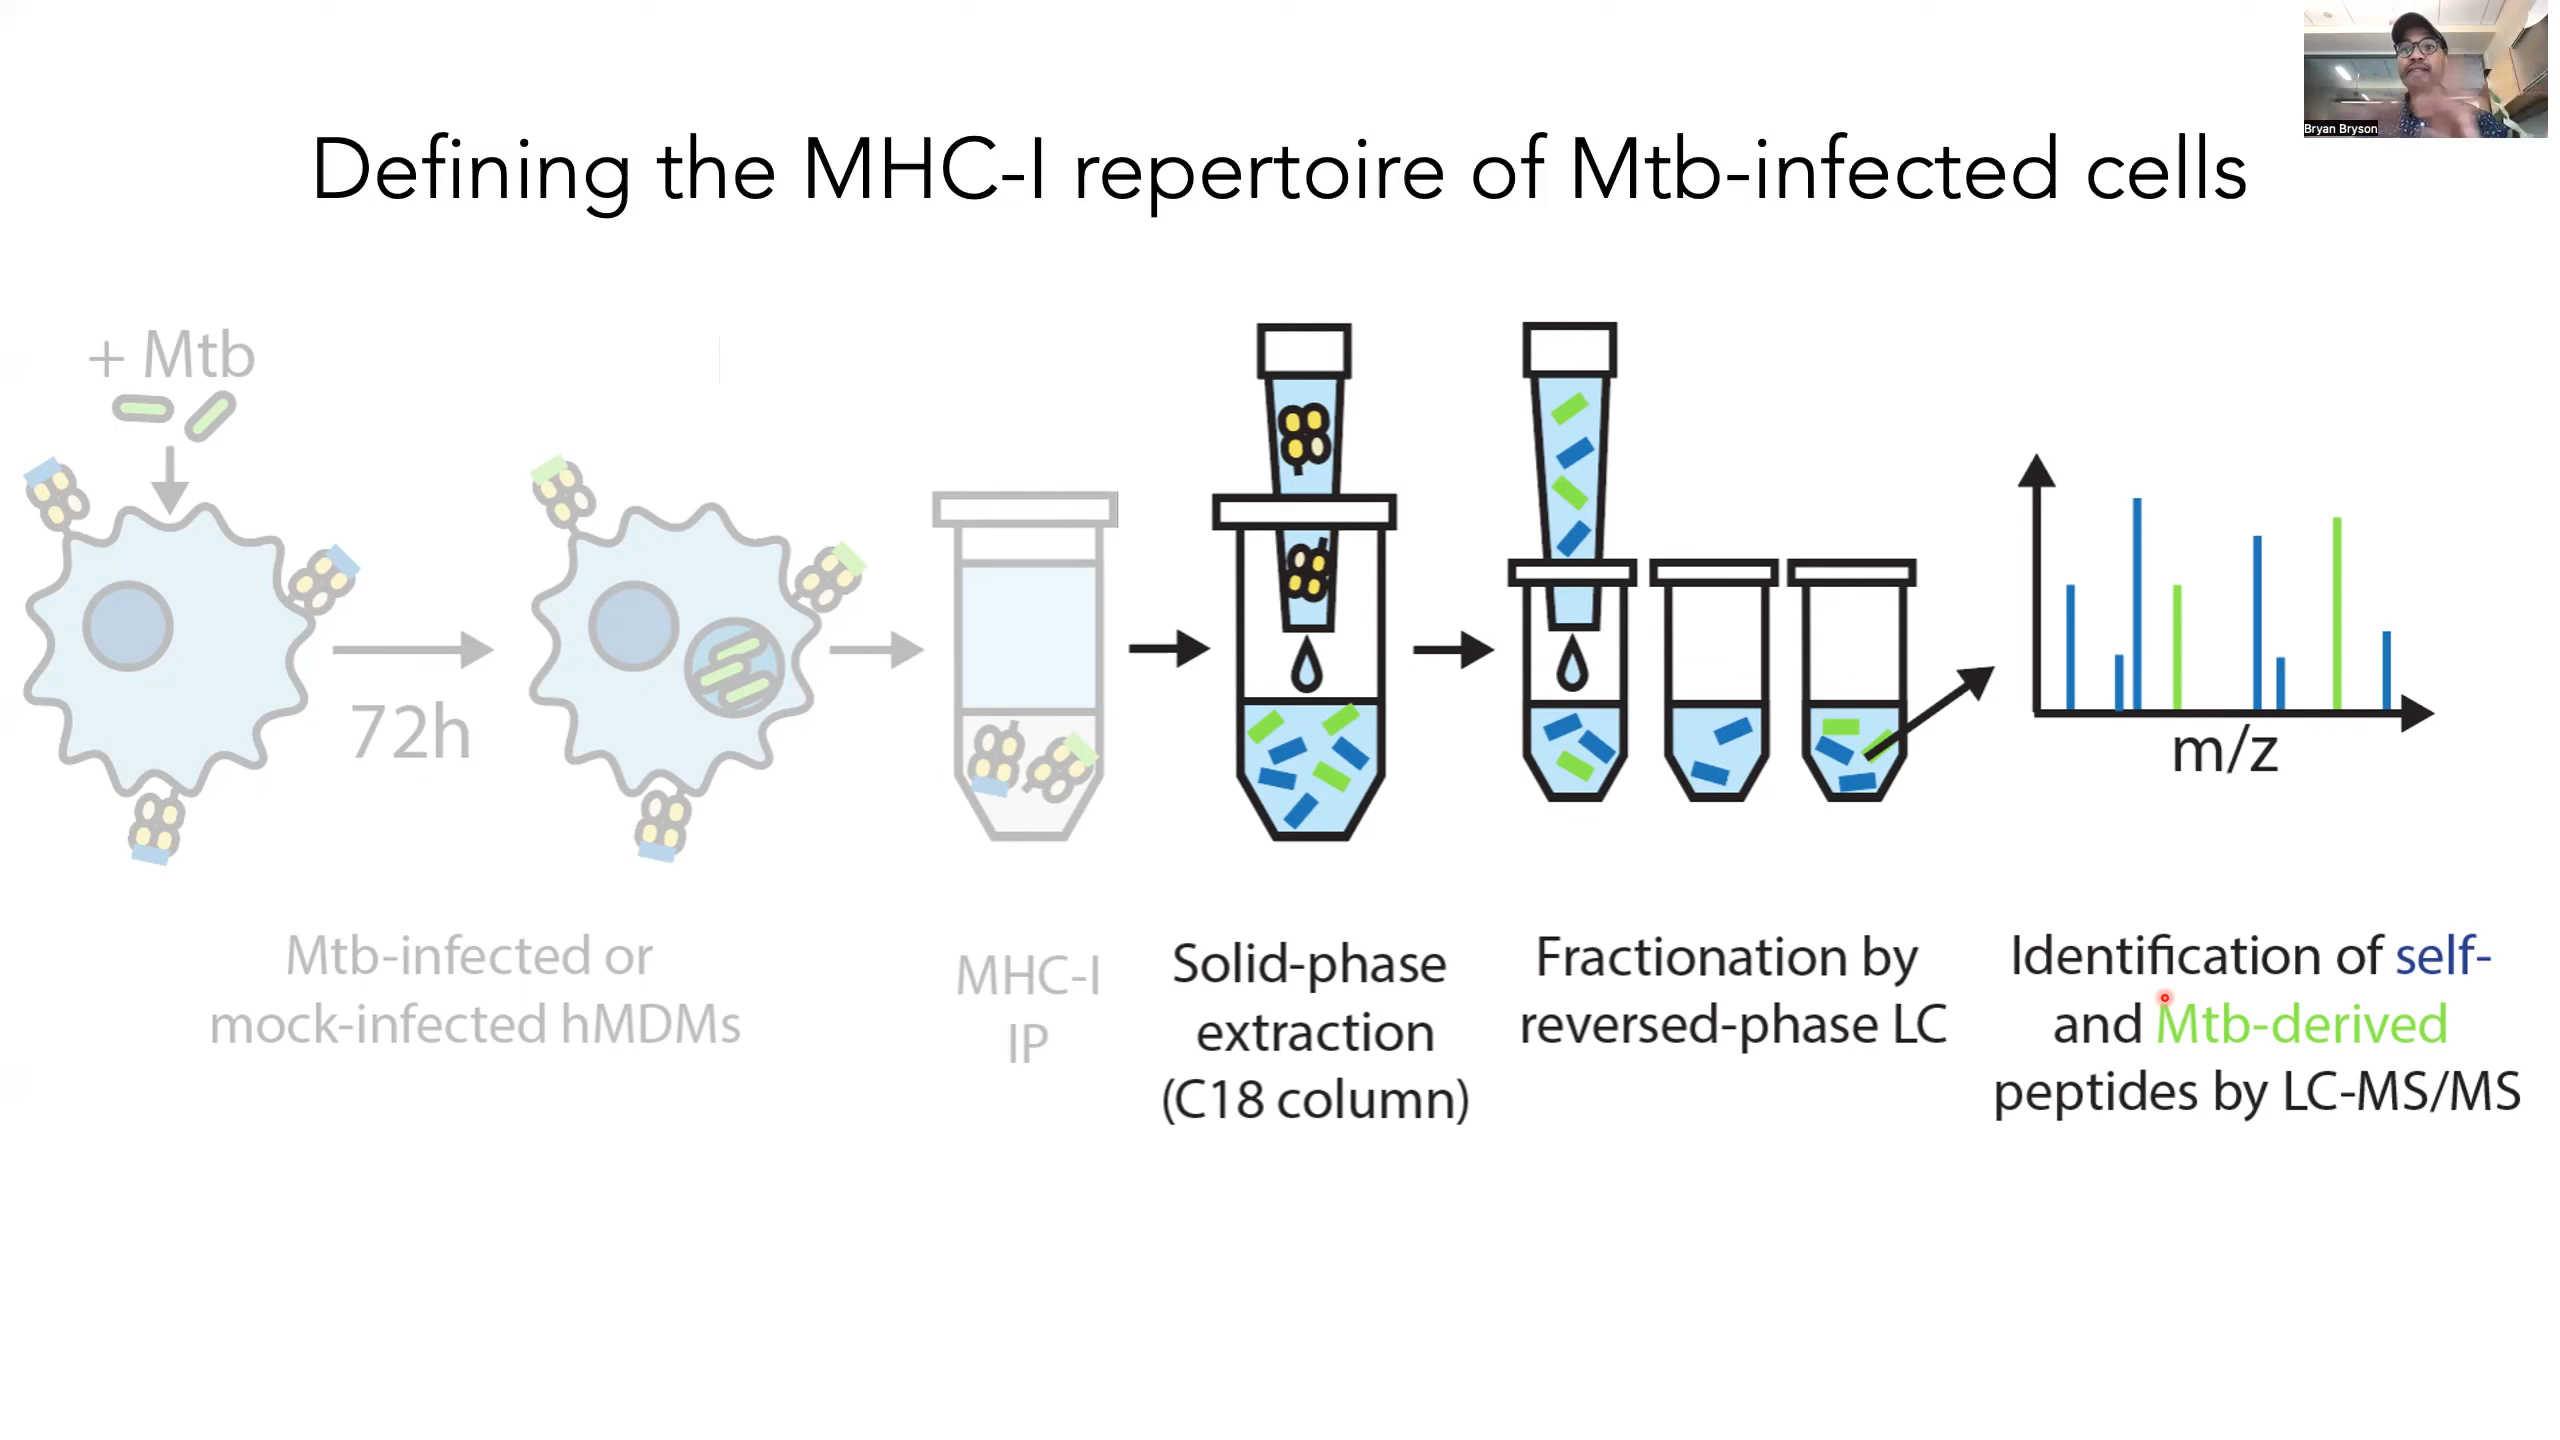 Bryan Bryson
Defining the MHC-I repertoire of Mtb-infected cells
+ Mtb
72h
m/z
Mtb-infected or
mock-infected hMDMs
MHC-I
IP
Solid-phase
extraction
(C18 column)
Fractionation by
reversed-phase LC
Identification of self-
and Mtb-derived
peptides by LC-MS/MS